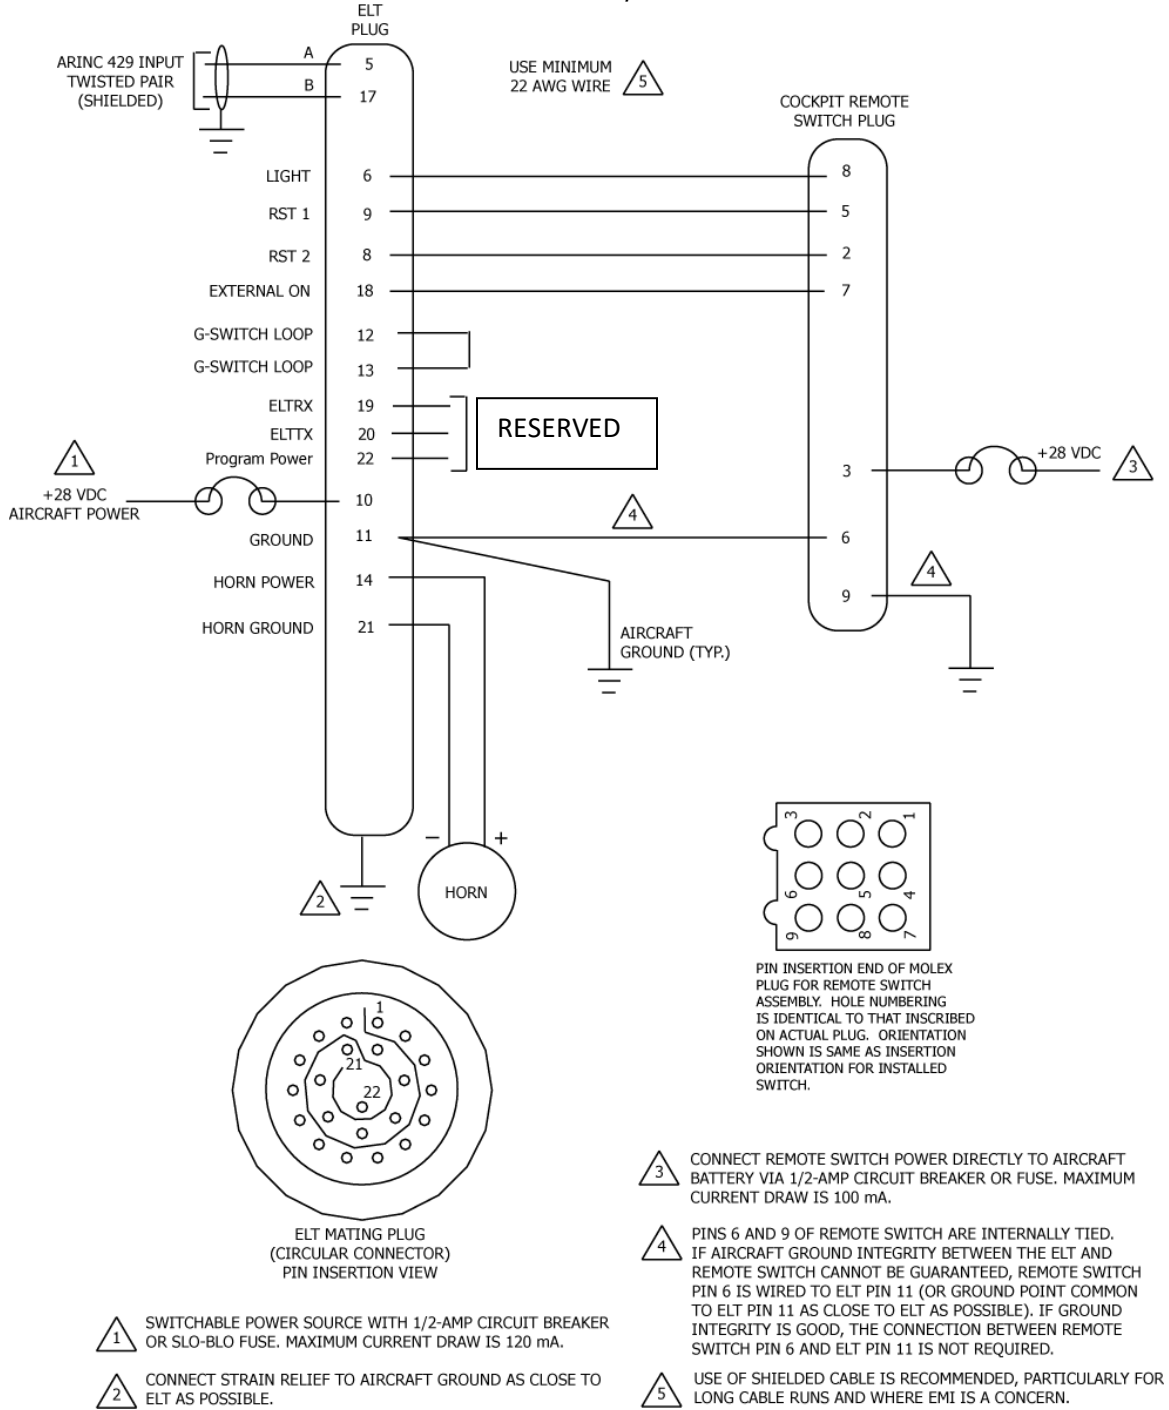 ELT
PLUG
ARINC 429 INPUT
TWISTED PAIR
(SHIELDED)
A
5
B
17
USE MINIMUM
22 AWG WIRE
5
COCKPIT REMOTE
SWITCH PLUG
LIGHT 6 8
RST 1 9 5
RST 2 8 2
EXTERNAL ON 18 7
G-SWITCH LOOP 12
G-SWITCH LOOP 13
ELTRX 19
ELTTX 20
Program Power 22
RESERVED
1
+28 VDC
AIRCRAFT POWER
10
3
+28 VDC
3
GROUND 11
4
6
HORN POWER 14
4
9
HORN GROUND 21
AIRCRAFT
GROUND (TYP.)
− +
HORN
2
3 2 1
6 5 4
9 8 7
PIN INSERTION END OF MOLEX
PLUG FOR REMOTE SWITCH
ASSEMBLY. HOLE NUMBERING
IS IDENTICAL TO THAT INSCRIBED
ON ACTUAL PLUG. ORIENTATION
SHOWN IS SAME AS INSERTION
ORIENTATION FOR INSTALLED
SWITCH.
1
21
22
ELT MATING PLUG
(CIRCULAR CONNECTOR)
PIN INSERTION VIEW
1
SWITCHABLE POWER SOURCE WITH 1/2-AMP CIRCUIT BREAKER
OR SLO-BLO FUSE. MAXIMUM CURRENT DRAW IS 120 mA.
2
CONNECT STRAIN RELIEF TO AIRCRAFT GROUND AS CLOSE TO
ELT AS POSSIBLE.
3
CONNECT REMOTE SWITCH POWER DIRECTLY TO AIRCRAFT
BATTERY VIA 1/2-AMP CIRCUIT BREAKER OR FUSE. MAXIMUM
CURRENT DRAW IS 100 mA.
4
PINS 6 AND 9 OF REMOTE SWITCH ARE INTERNALLY TIED.
IF AIRCRAFT GROUND INTEGRITY BETWEEN THE ELT AND
REMOTE SWITCH CANNOT BE GUARANTEED, REMOTE SWITCH
PIN 6 IS WIRED TO ELT PIN 11 (OR GROUND POINT COMMON
TO ELT PIN 11 AS CLOSE TO ELT AS POSSIBLE). IF GROUND
INTEGRITY IS GOOD, THE CONNECTION BETWEEN REMOTE
SWITCH PIN 6 AND ELT PIN 11 IS NOT REQUIRED.
5
USE OF SHIELDED CABLE IS RECOMMENDED, PARTICULARLY FOR
LONG CABLE RUNS AND WHERE EMI IS A CONCERN.